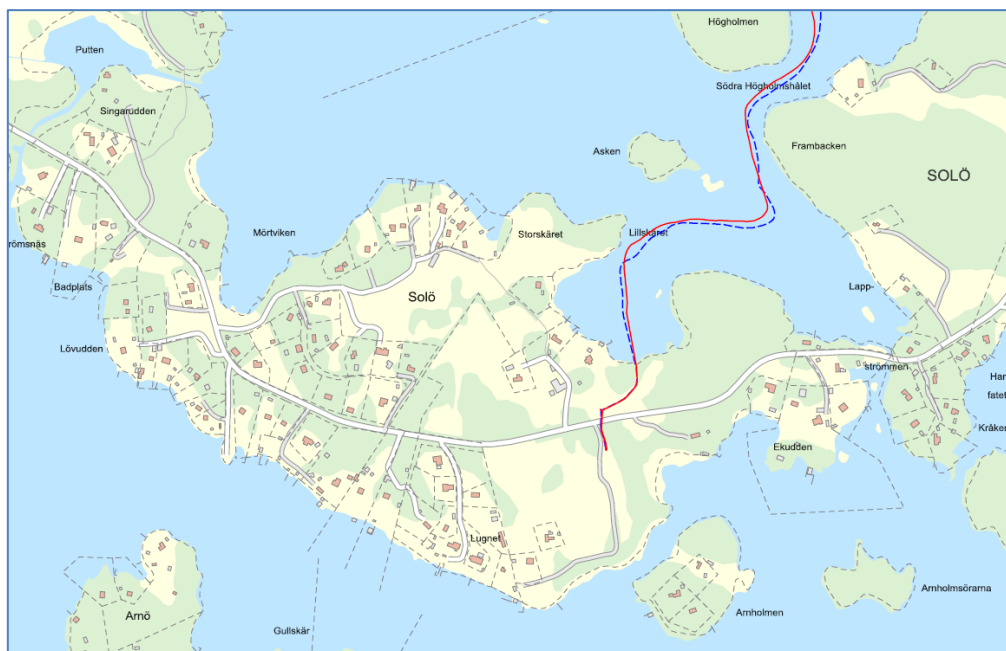 Högholmen
Putten
Södra Högholmshålet
Singarudden
Asken
Frambacken
SOLÖ
Mörtviken
Storskäret
Lillskäret
römsnäs
Badplats
Solö
Lapp-
Lövudden
strömmen
Har
fatet
Kråker
Ekudden
Lugnet
Arnholmsörarna
Arnö
Arnholmen
Gullskär